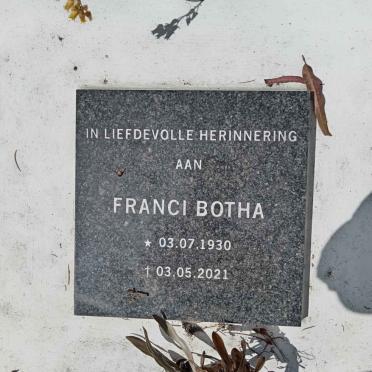 IN LIEFDEVOLLE HERINNERING
AAN
FRANCI BOTHA
★ 03.07.1930
† 03.05.2021